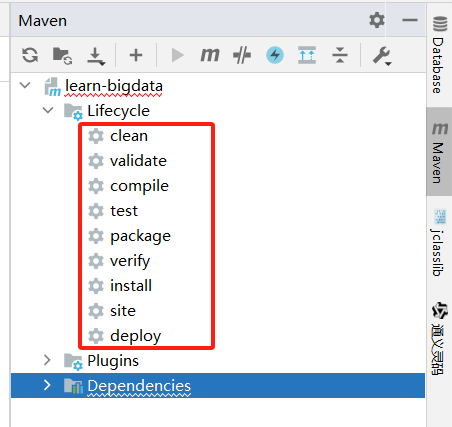 Maven
learn-bigdata
Lifecycle
clean
validate
compile
test
package
verify
install
site
deploy
Plugins
Dependencies
Database
Maven
jclasslib
通义灵码